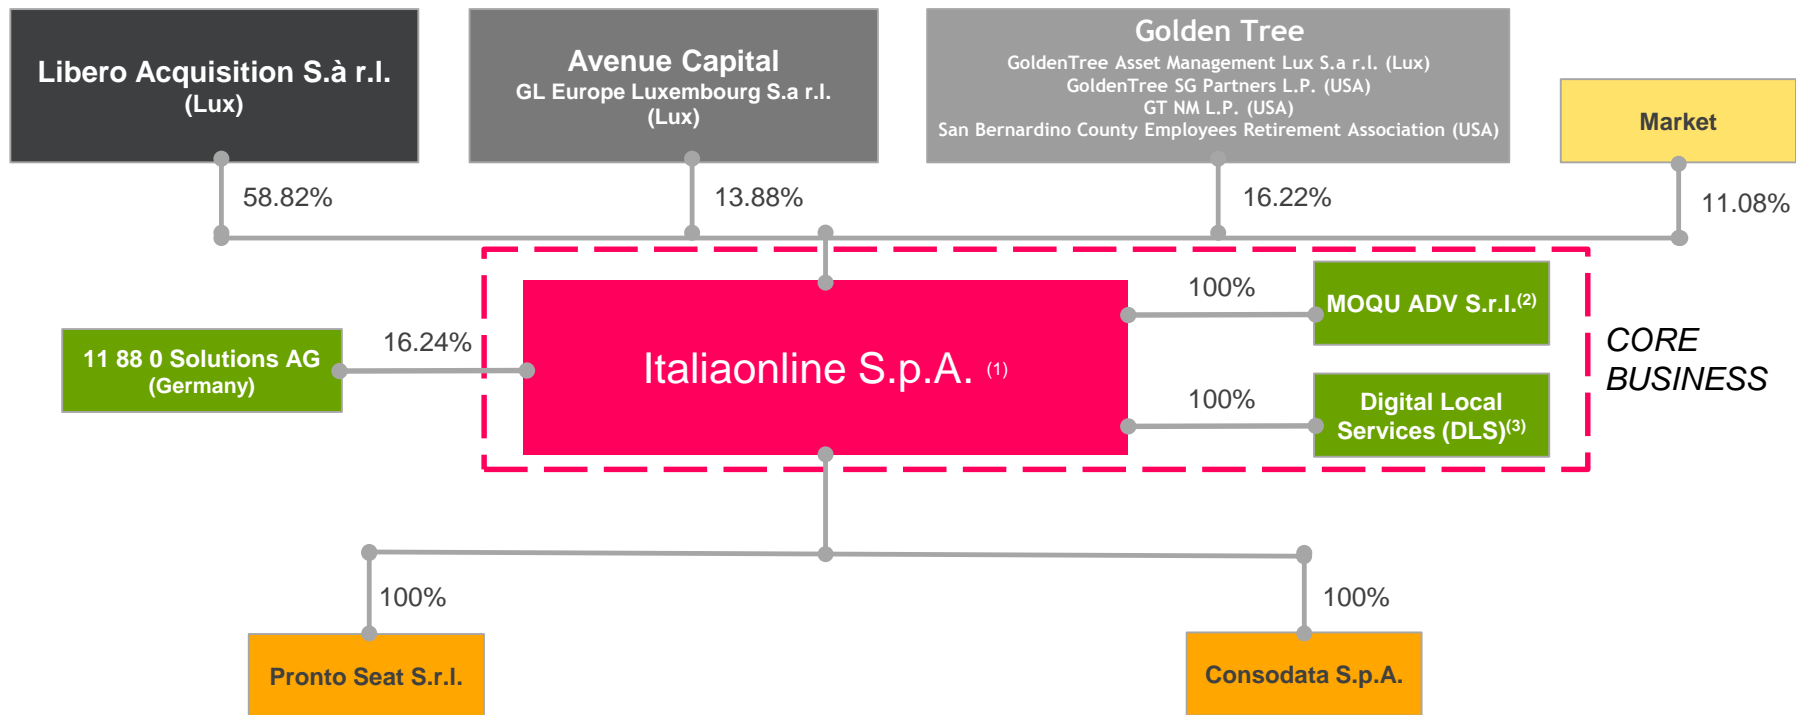 Libero Acquisition S.à r.l.
(Lux)
Avenue Capital
GL Europe Luxembourg S.a r.l.
(Lux)
Golden Tree
GoldenTree Asset Management Lux S.a r.l. (Lux)
GoldenTree SG Partners L.P. (USA)
GT NM L.P. (USA)
San Bernardino County Employees Retirement Association (USA)
Market
58.82%
13.88%
16.22%
11.08%
11 88 0 Solutions AG
(Germany)
16.24%
Italiaonline S.p.A. (1)
100%
MOQU ADV S.r.l.(2)
100%
Digital Local
Services (DLS)(3)
CORE
BUSINESS
100%
100%
Pronto Seat S.r.l.
Consodata S.p.A.